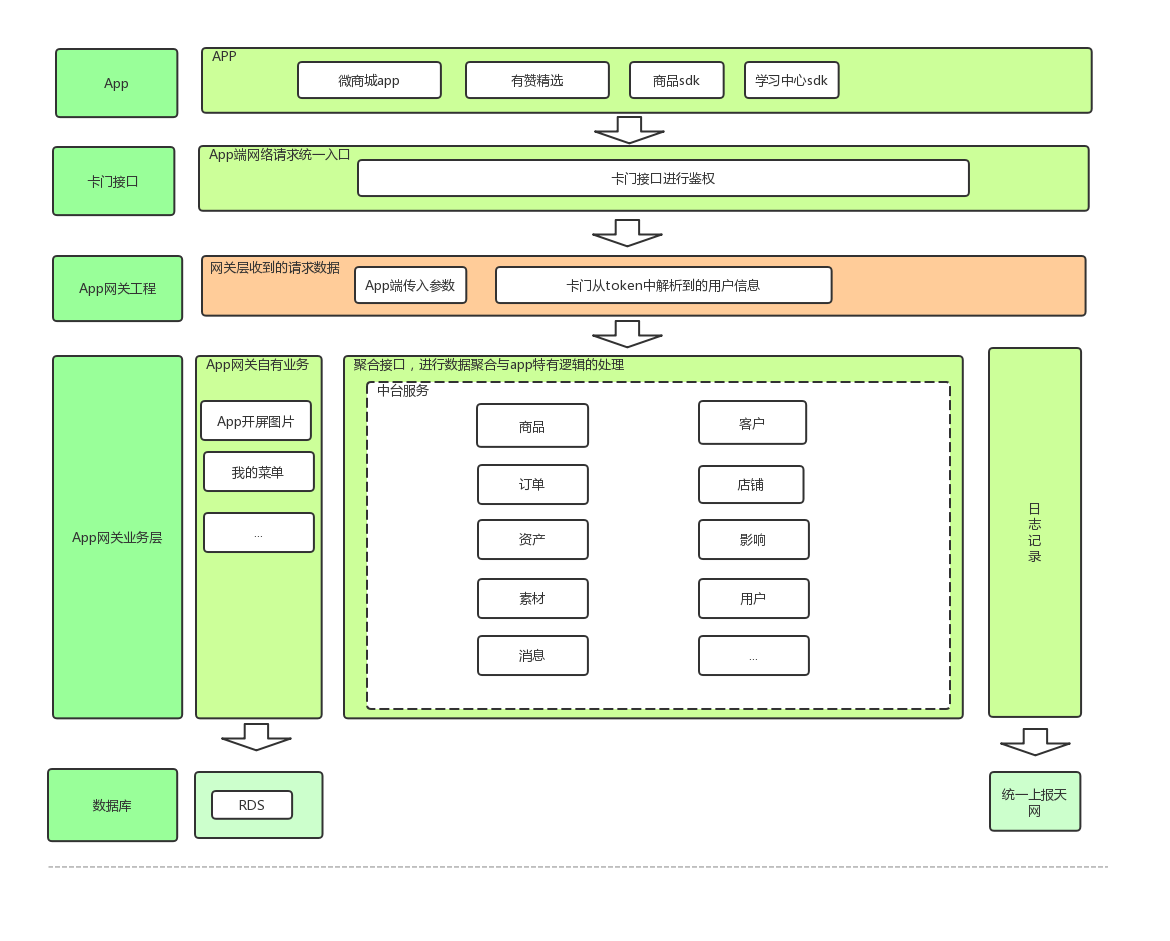 App
APP
微商城app
有赞精选
商品sdk
学习中心sdk
卡门接口
App端网络请求统一入口
卡门接口进行鉴权
App网关工程
网关层收到的请求数据
App端传入参数
卡门从token中解析到的用户信息
App网关业务层
App网关自有业务
App开屏图片
我的菜单
...
聚合接口，进行数据聚合与app特有逻辑的处理
中台服务
商品
客户
订单
店铺
资产
影响
素材
用户
消息
...
日
志
记
录
数据库
RDS
统一上报天
网